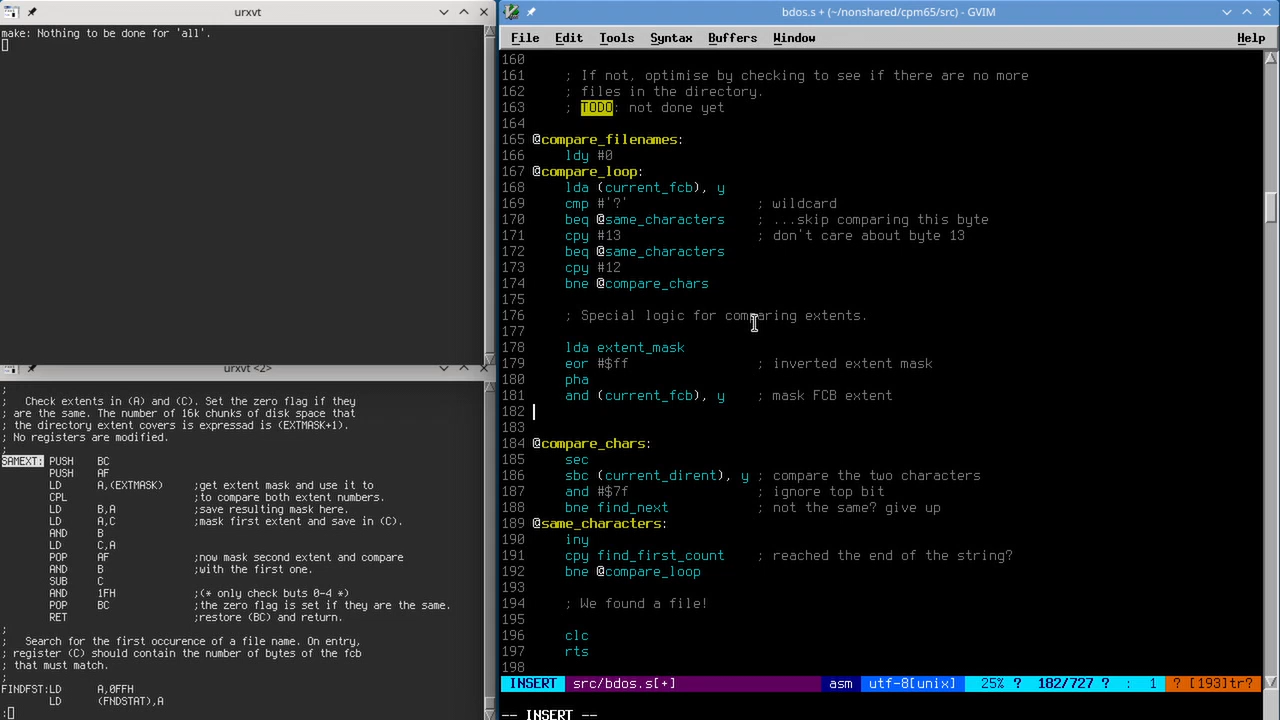 urxvt
make: Nothing to be done for 'all'.
urxvt <2>
;
;   Check extents in (A) and (C). Set the zero flag if they
; are the same. The number of 16k chunks of disk space that
; the directory extent covers is expressad is (EXTMASK+1).
; No registers are modified.
;
SAMEXT: PUSH    BC
        PUSH    AF
        LD      A,(EXTMASK)     ;get extent mask and use it to
        CPL                     ;to compare both extent numbers.
        LD      B,A             ;save resulting mask here.
        LD      A,C             ;mask first extent and save in (C).
        AND     B
        LD      C,A
        POP     AF              ;now mask second extent and compare
        AND     B               ;with the first one.
        SUB     C
        AND     1FH             ;(* only check buts 0-4 *)
        POP     BC              ;the zero flag is set if they are the same.
        RET                     ;restore (BC) and return.
;
;   Search for the first occurence of a file name. On entry,
; register (C) should contain the number of bytes of the fcb
; that must match.
;
FINDFST:LD      A,0FFH
        LD      (FNDSTAT),A
:
bdos.s + (~/nonshared/cpm65/src) - GVIM
File Edit Tools Syntax Buffers Window Help
160
161     ; If not, optimise by checking to see if there are no more
162     ; files in the directory.
163     ; TODO: not done yet
164
165 @compare_filenames:
166     ldy #0
167 @compare_loop:
168     lda (current_fcb), y
169     cmp #'?'                ; wildcard
170     beq @same_characters    ; ...skip comparing this byte
171     cpy #13                 ; don't care about byte 13
172     beq @same_characters
173     cpy #12
174     bne @compare_chars
175
176     ; Special logic for comparing extents.
177
178     lda extent_mask
179     eor #$ff                ; inverted extent mask
180     pha
181     and (current_fcb), y    ; mask FCB extent
182
183
184 @compare_chars:
185     sec
186     sbc (current_dirent), y ; compare the two characters
187     and #$7f                ; ignore top bit
188     bne find_next           ; not the same? give up
189 @same_characters:
190     iny
191     cpy find_first_count    ; reached the end of the string?
192     bne @compare_loop
193
194     ; We found a file!
195
196     clc
197     rts
198
INSERT src/bdos.s[+] asm utf-8[unix] 25% ? 182/727 ? : 1 ? [193]tr?
-- INSERT --